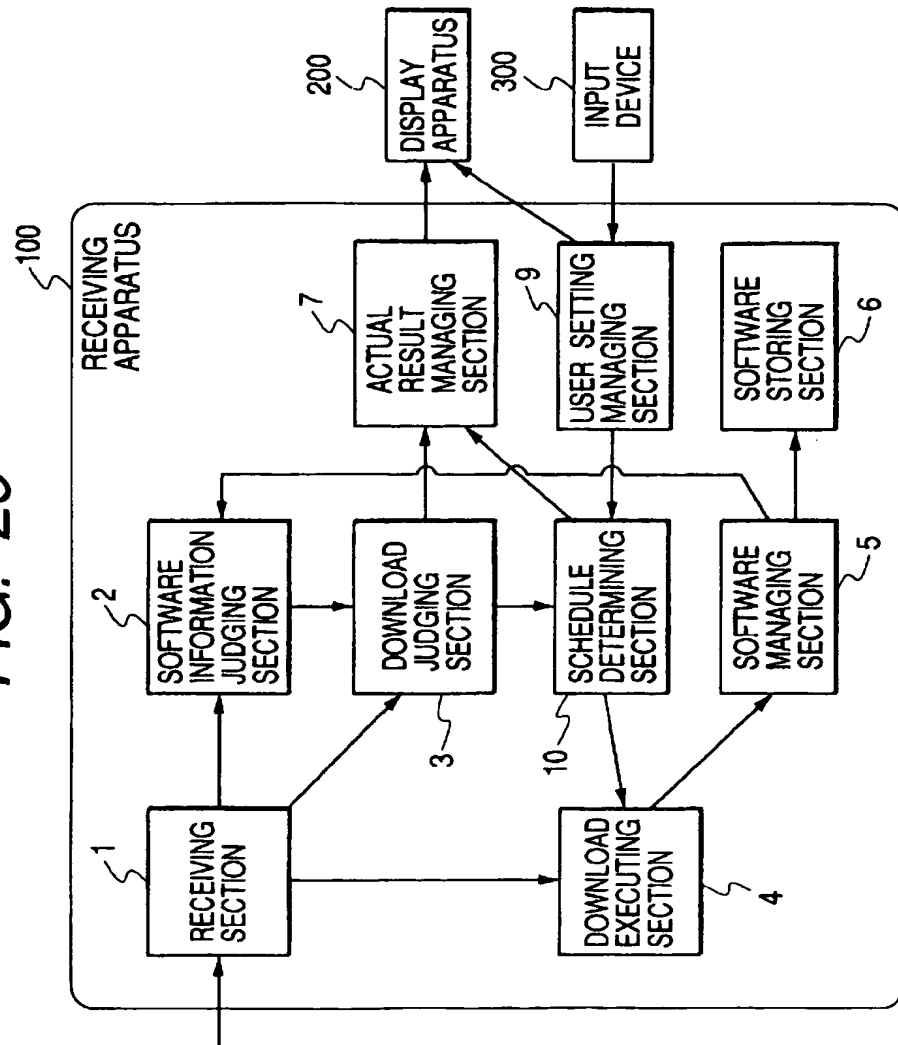 FIG.
100
RECEIVING
APPARATUS
1
RECEIVING
SECTION
2
SOFTWARE
INFORMATION
JUDGING
SECTION
3
DOWNLOAD
JUDGING
SECTION
7
ACTUAL
RESULT
MANAGING
SECTION
200
DISPLAY
APPARATUS
10
SCHEDULE
DETERMINING
SECTION
9
USER SETTING
MANAGING
SECTION
300
INPUT
DEVICE
4
DOWNLOAD
EXECUTING
SECTION
5
SOFTWARE
MANAGING
SECTION
6
SOFTWARE
STORING
SECTION